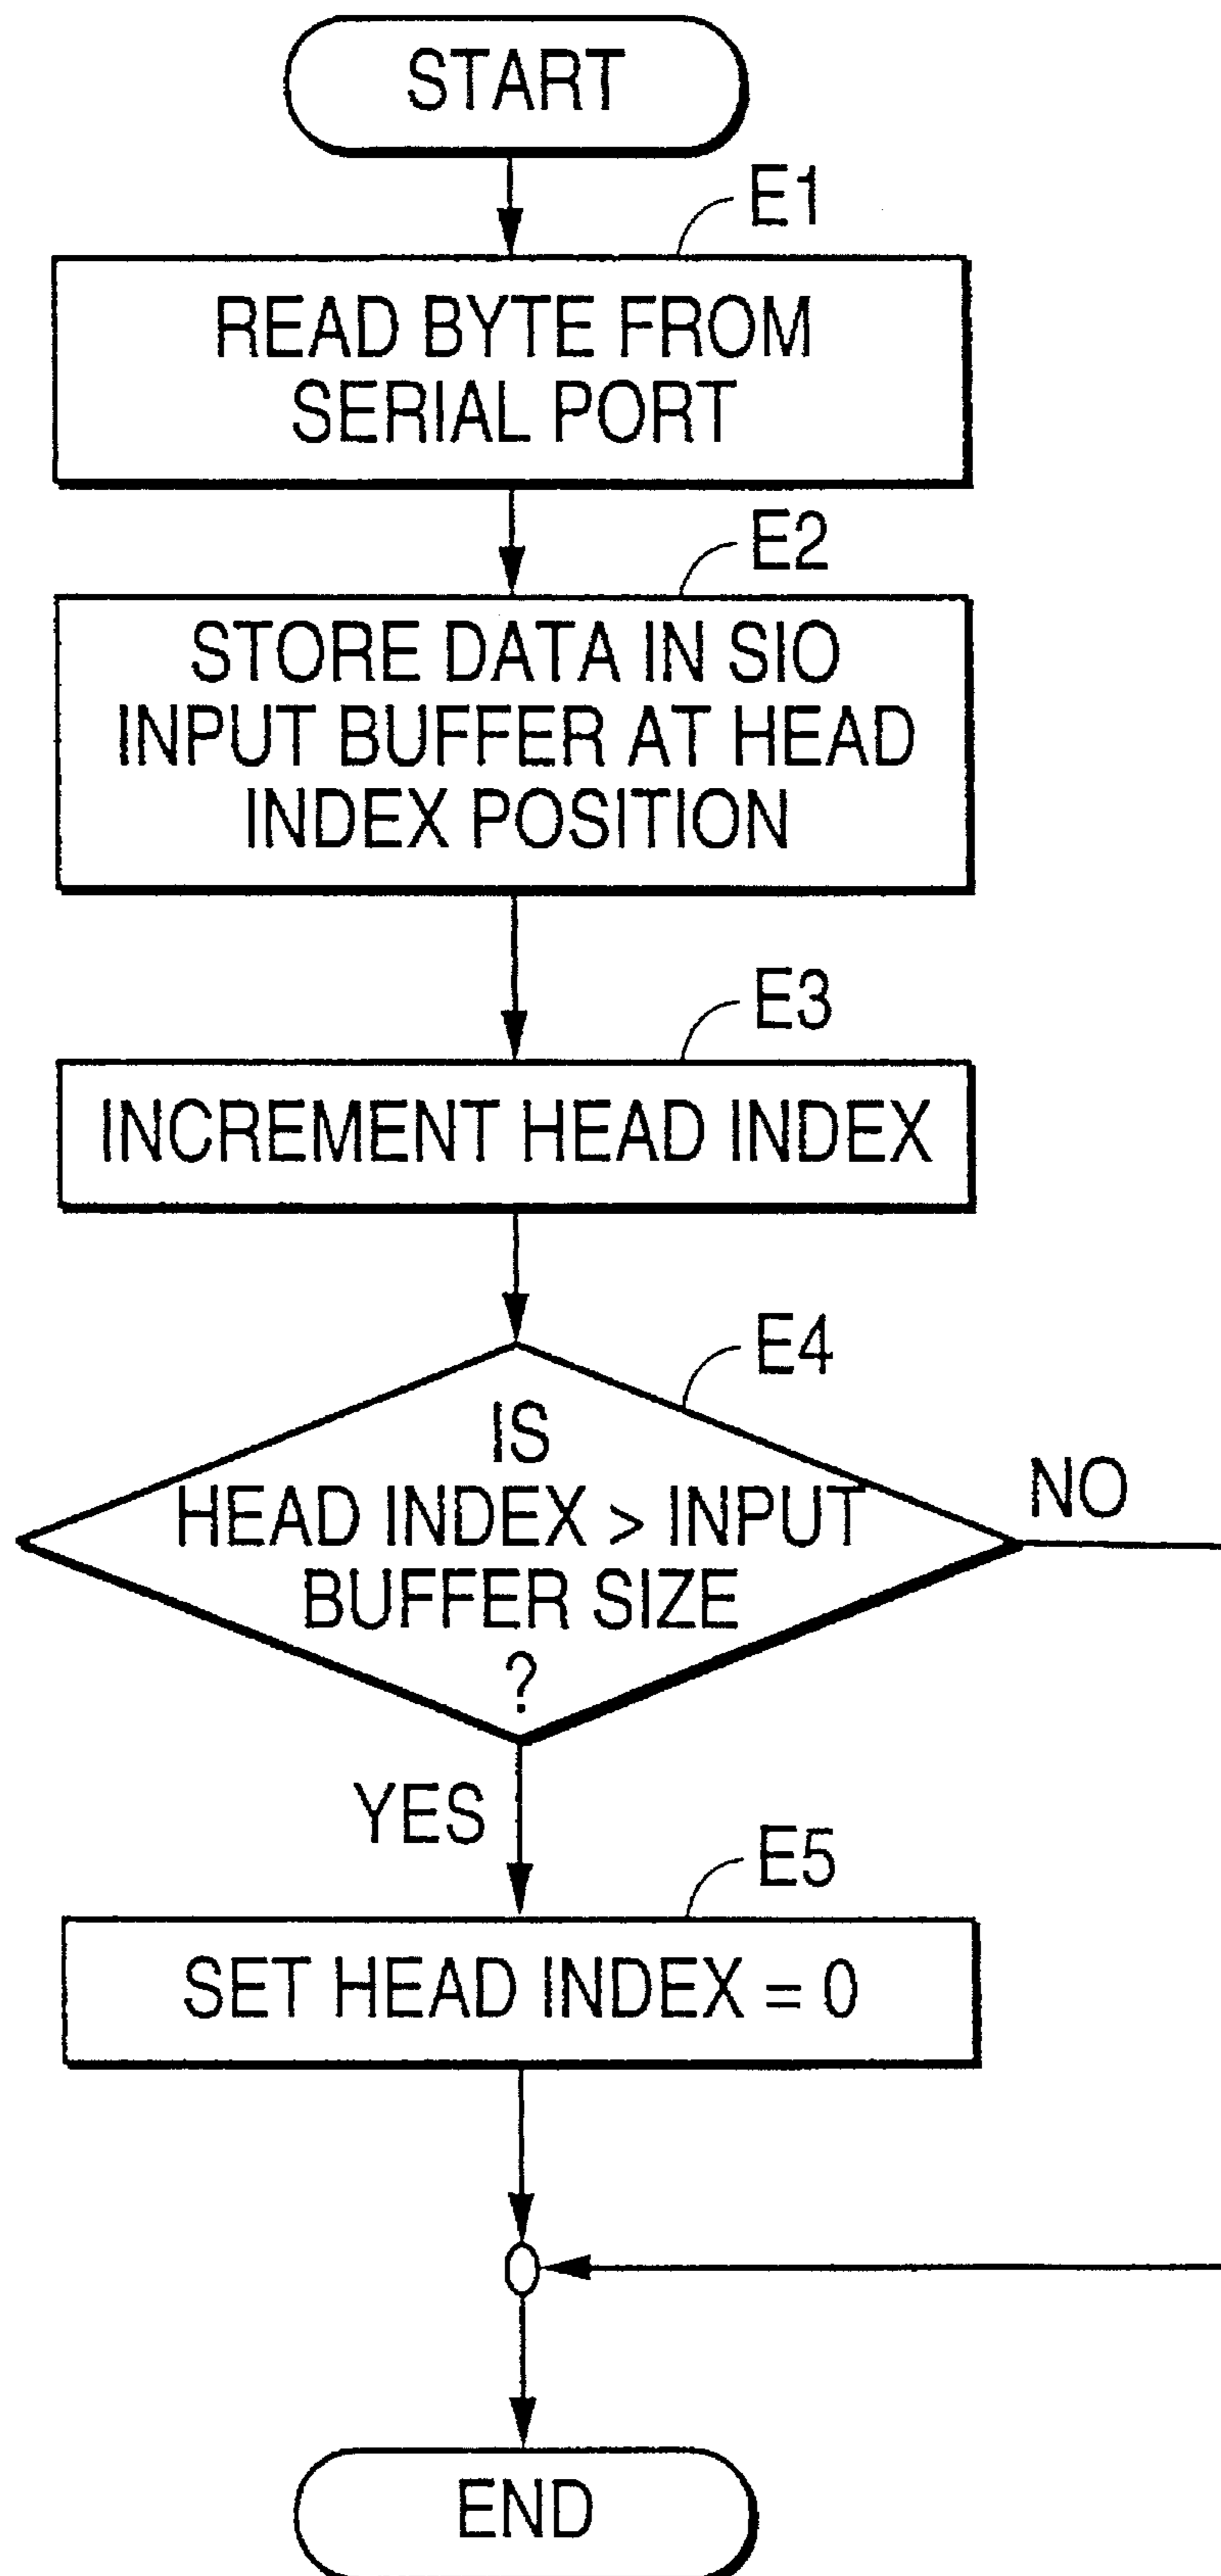 START
E1
READ BYTE FROM
SERIAL PORT
E2
STORE DATA IN SIO
INPUT BUFFER AT HEAD
INDEX POSITION
E3
INCREMENT HEAD INDEX
E4
IS
HEAD INDEX > INPUT
BUFFER SIZE
?
NO
YES
E5
SET HEAD INDEX = 0
END